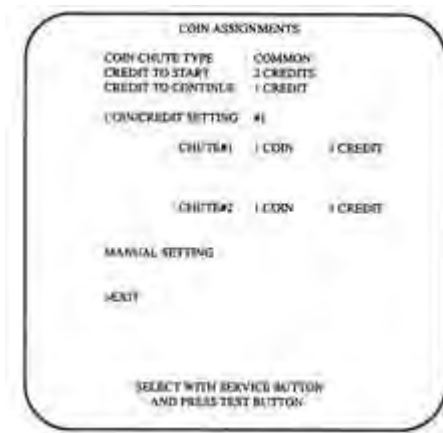 COIN ASSIGNMENTS
COIN CHUTE TYPE COMMON
CREDIT TO START 2 CREDITS
CREDIT TO CONTINUE 1 CREDIT
COIN/CREDIT SETTING #1
CHUTE#1 1 COIN 1 CREDIT
CHUTE#2 1 COIN 1 CREDIT
MANUAL SETTING
>EXIT
SELECT WITH SERVICE BUTTON
AND PRESS TEST BUTTON